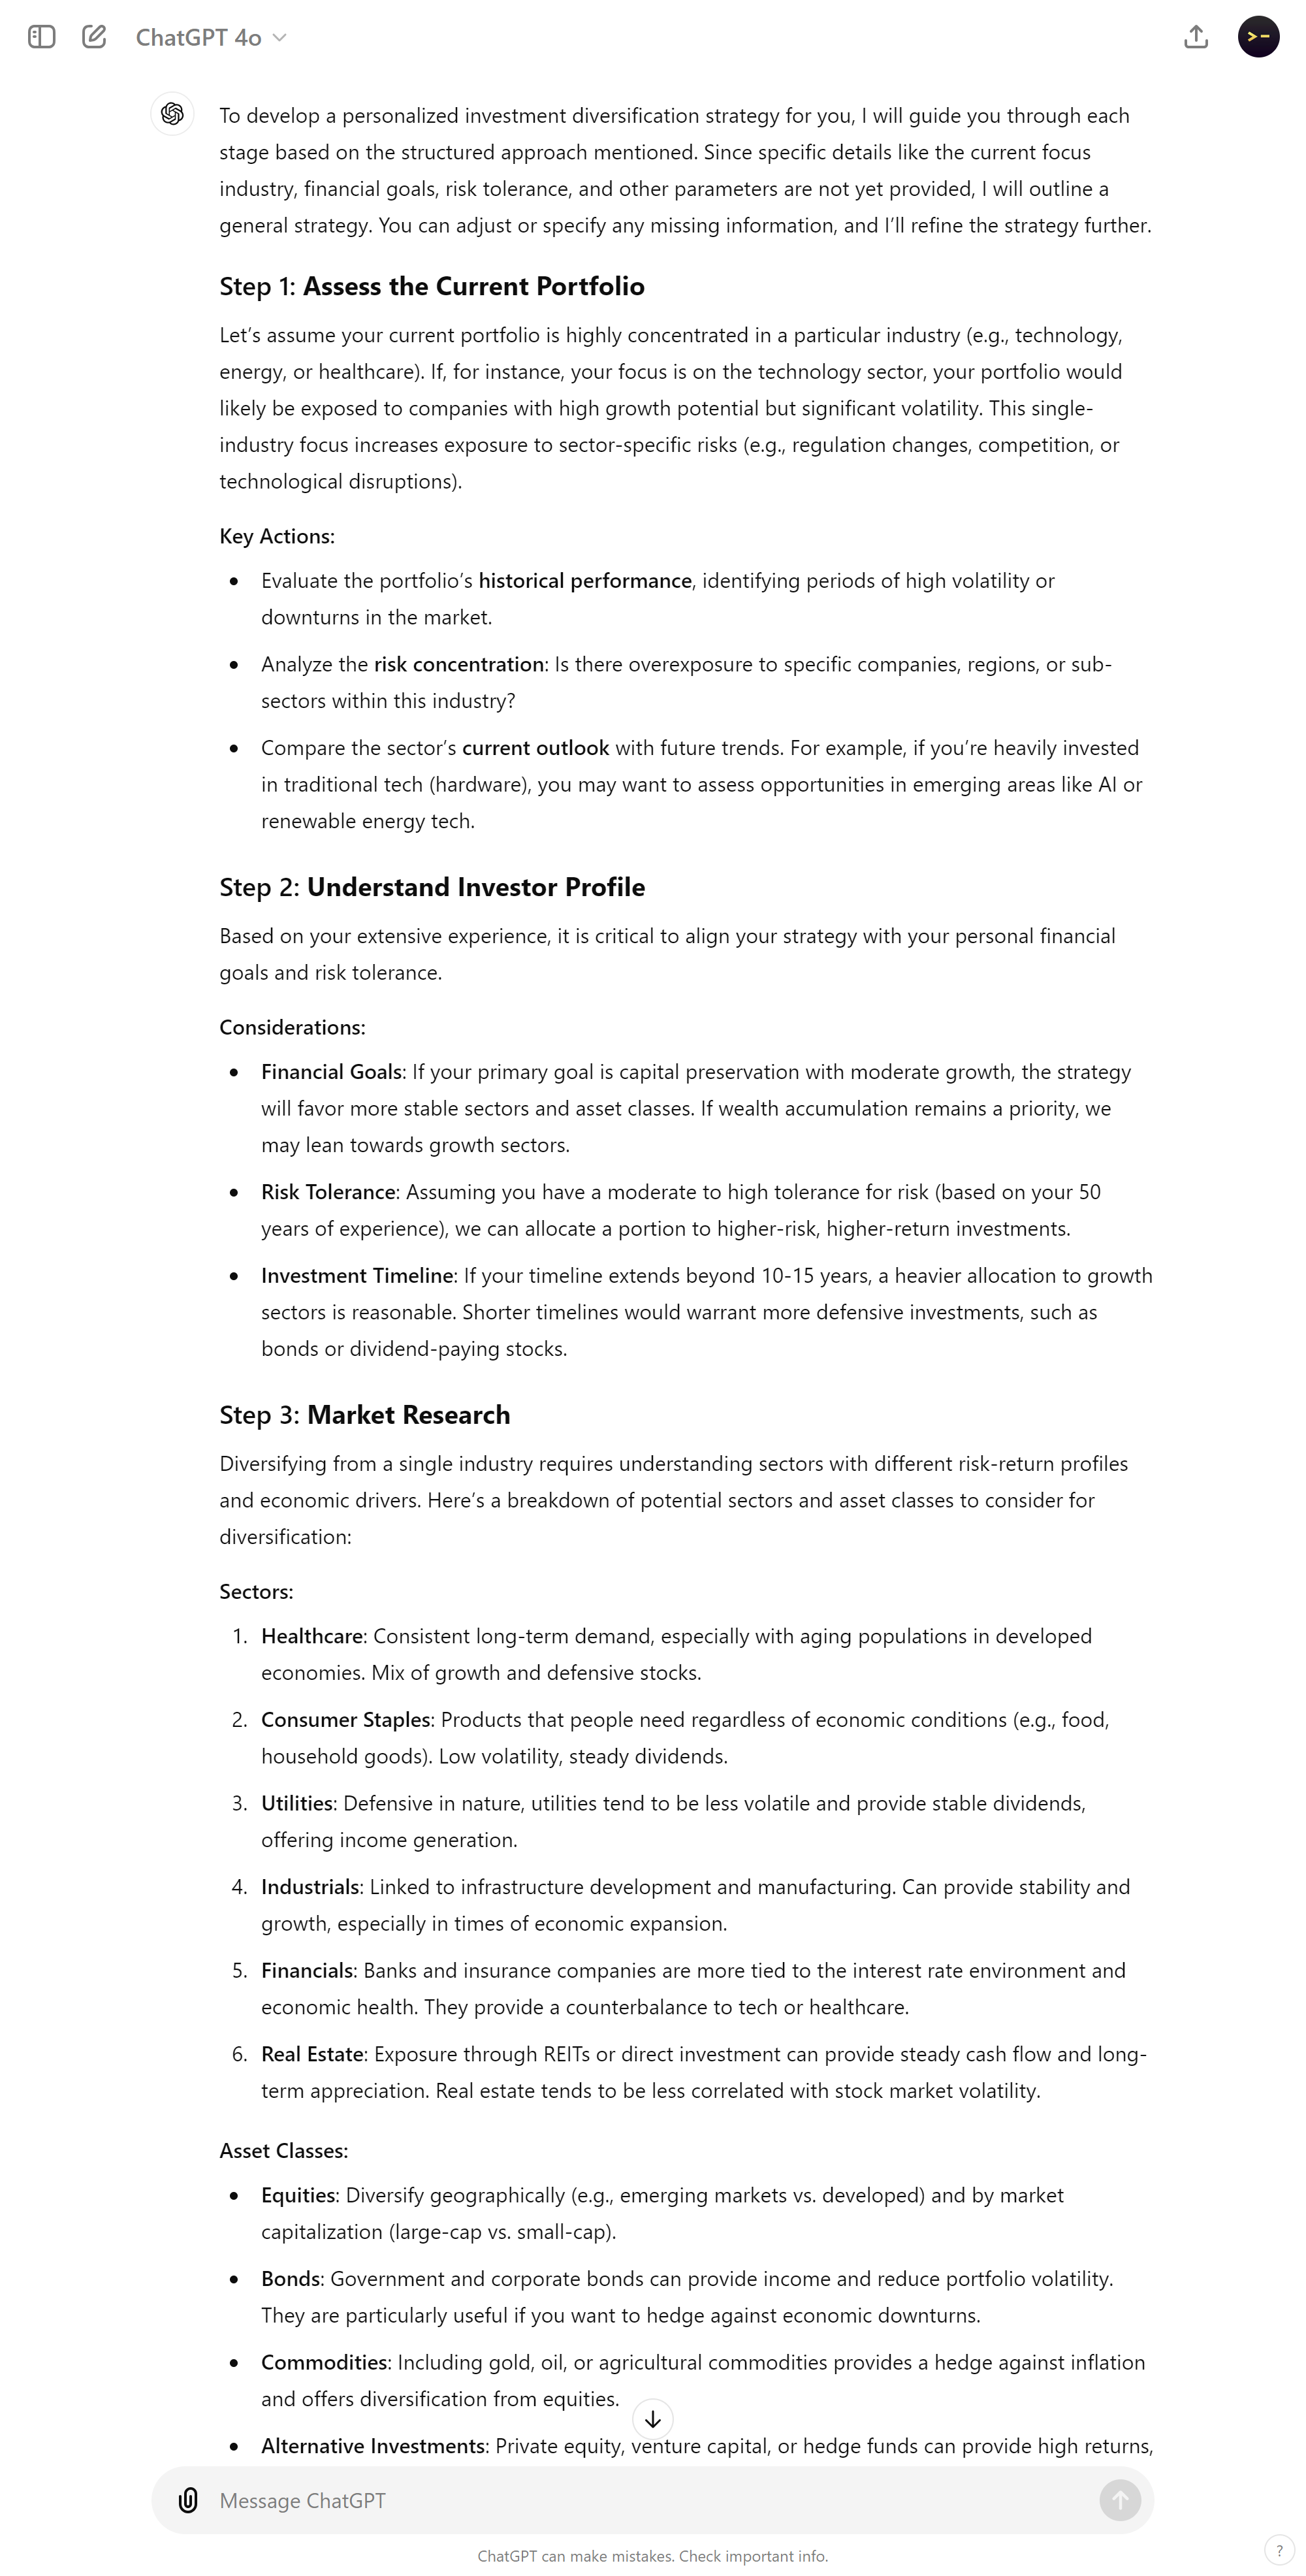 ChatGPT 4o
To develop a personalized investment diversification strategy for you, I will guide you through each
stage based on the structured approach mentioned. Since specific details like the current focus
industry, financial goals, risk tolerance, and other parameters are not yet provided, I will outline a
general strategy. You can adjust or specify any missing information, and I’ll refine the strategy further.
Step 1: Assess the Current Portfolio
Let’s assume your current portfolio is highly concentrated in a particular industry (e.g., technology,
energy, or healthcare). If, for instance, your focus is on the technology sector, your portfolio would
likely be exposed to companies with high growth potential but significant volatility. This single-
industry focus increases exposure to sector-specific risks (e.g., regulation changes, competition, or
technological disruptions).
Key Actions:
• Evaluate the portfolio’s historical performance, identifying periods of high volatility or
downturns in the market.
• Analyze the risk concentration: Is there overexposure to specific companies, regions, or sub-
sectors within this industry?
• Compare the sector’s current outlook with future trends. For example, if you’re heavily invested
in traditional tech (hardware), you may want to assess opportunities in emerging areas like AI or
renewable energy tech.
Step 2: Understand Investor Profile
Based on your extensive experience, it is critical to align your strategy with your personal financial
goals and risk tolerance.
Considerations:
• Financial Goals: If your primary goal is capital preservation with moderate growth, the strategy
will favor more stable sectors and asset classes. If wealth accumulation remains a priority, we
may lean towards growth sectors.
• Risk Tolerance: Assuming you have a moderate to high tolerance for risk (based on your 50
years of experience), we can allocate a portion to higher-risk, higher-return investments.
• Investment Timeline: If your timeline extends beyond 10-15 years, a heavier allocation to growth
sectors is reasonable. Shorter timelines would warrant more defensive investments, such as
bonds or dividend-paying stocks.
Step 3: Market Research
Diversifying from a single industry requires understanding sectors with different risk-return profiles
and economic drivers. Here’s a breakdown of potential sectors and asset classes to consider for
diversification:
Sectors:
1. Healthcare: Consistent long-term demand, especially with aging populations in developed
economies. Mix of growth and defensive stocks.
2. Consumer Staples: Products that people need regardless of economic conditions (e.g., food,
household goods). Low volatility, steady dividends.
3. Utilities: Defensive in nature, utilities tend to be less volatile and provide stable dividends,
offering income generation.
4. Industrials: Linked to infrastructure development and manufacturing. Can provide stability and
growth, especially in times of economic expansion.
5. Financials: Banks and insurance companies are more tied to the interest rate environment and
economic health. They provide a counterbalance to tech or healthcare.
6. Real Estate: Exposure through REITs or direct investment can provide steady cash flow and long-
term appreciation. Real estate tends to be less correlated with stock market volatility.
Asset Classes:
• Equities: Diversify geographically (e.g., emerging markets vs. developed) and by market
capitalization (large-cap vs. small-cap).
• Bonds: Government and corporate bonds can provide income and reduce portfolio volatility.
They are particularly useful if you want to hedge against economic downturns.
• Commodities: Including gold, oil, or agricultural commodities provides a hedge against inflation
and offers diversification from equities.
• Alternative Investments: Private equity, venture capital, or hedge funds can provide high returns,
Message ChatGPT
ChatGPT can make mistakes. Check important info.
?